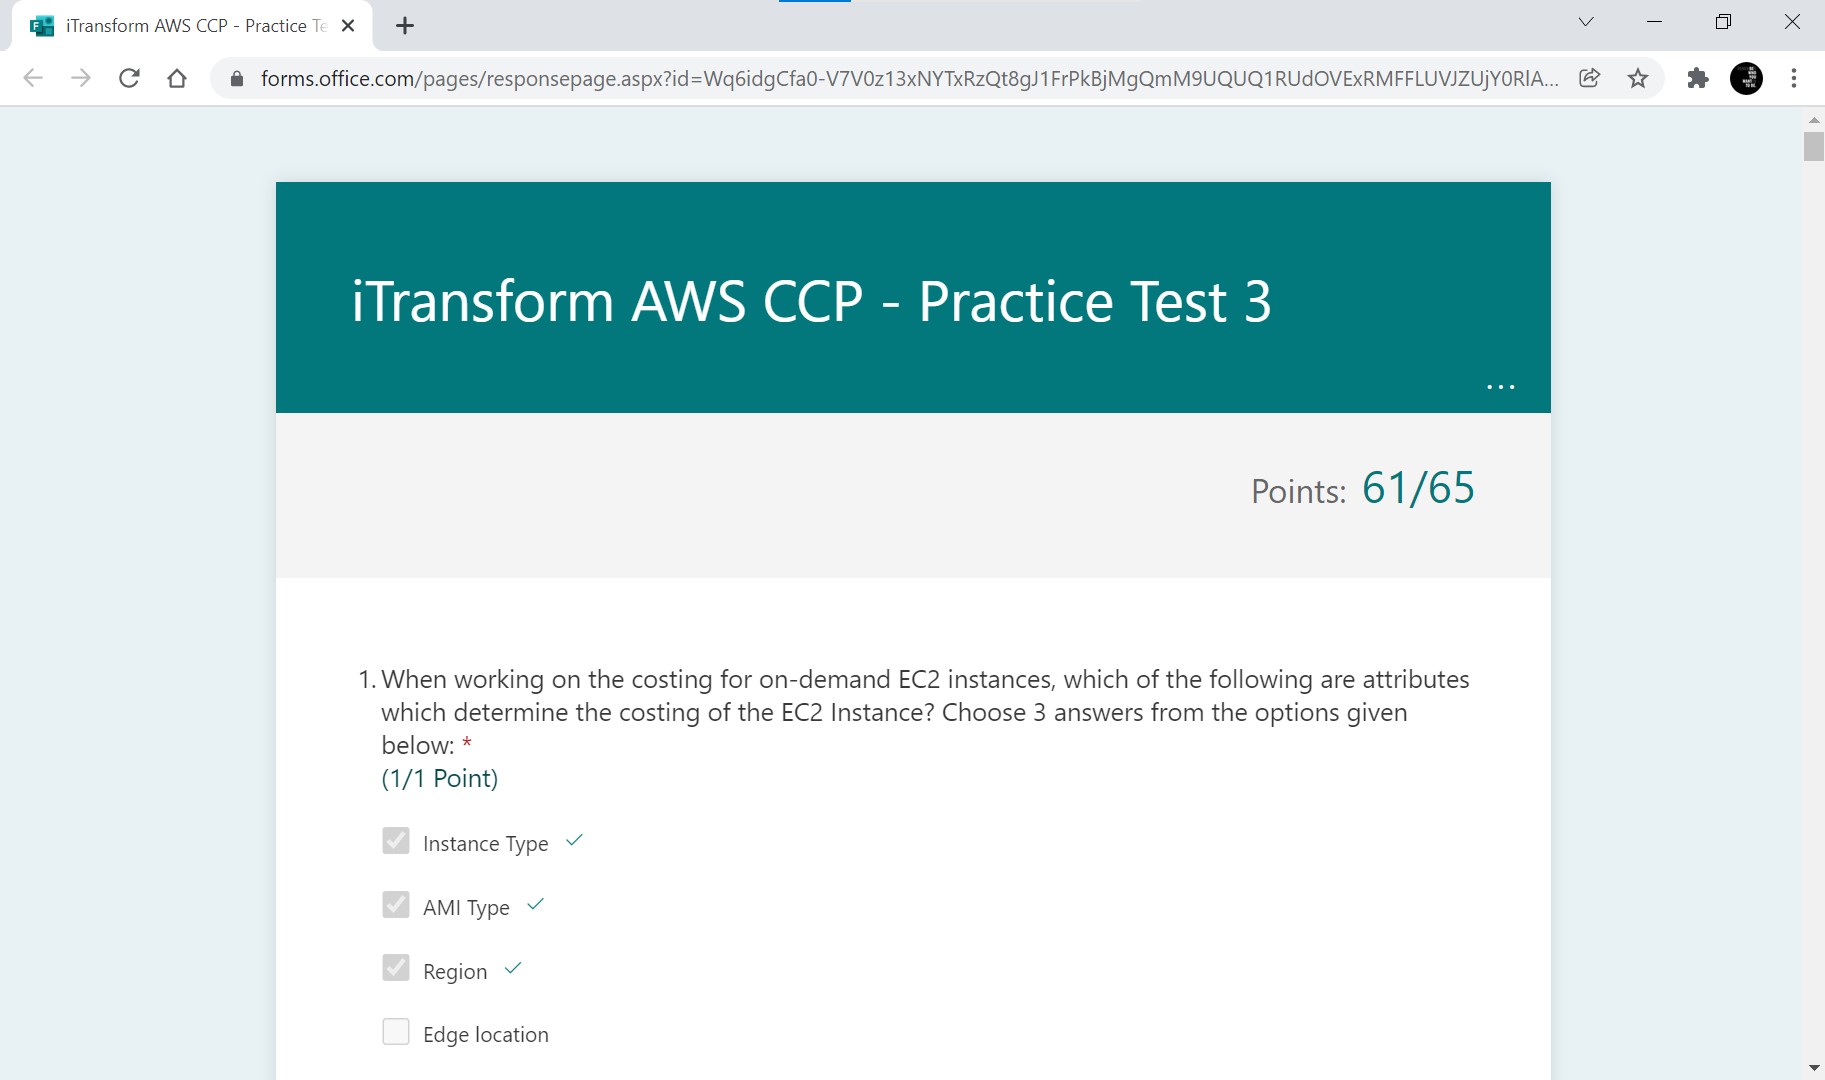 iTransform AWS CCP - Practice Te
forms.office.com/pages/responsepage.aspx?id=Wq6idgCfa0-V7V0z13xNYTxRzQt8gJ1FrPkBjMgQmM9UQUQ1RUdOVExRMFFLUVJZUjY0RlA...
iTransform AWS CCP - Practice Test 3
...
Points: 61/65
1. When working on the costing for on-demand EC2 instances, which of the following are attributes
which determine the costing of the EC2 Instance? Choose 3 answers from the options given
below: *
(1/1 Point)
Instance Type
AMI Type
Region
Edge location